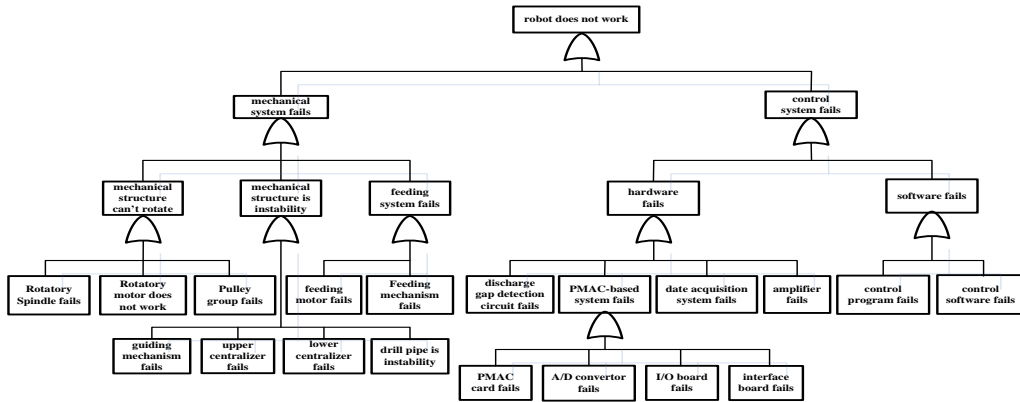 robot does not work
mechanical
system fails
control
system fails
mechanical
structure
can't rotate
mechanical
structure is
instability
feeding
system fails
hardware
fails
software fails
Rotatory
Spindle fails
Rotatory
motor does
not work
Pulley
group fails
feeding
motor fails
Feeding
mechanism
fails
discharge
gap detection
circuit fails
PMAC-based
system fails
date acquisition
system fails
amplifier
fails
control
program fails
control
software fails
guiding
mechanism
fails
upper
centralizer
fails
lower
centralizer
fails
drill pipe is
instability
PMAC
card fails
A/D convertor
fails
I/O board
fails
interface
board fails